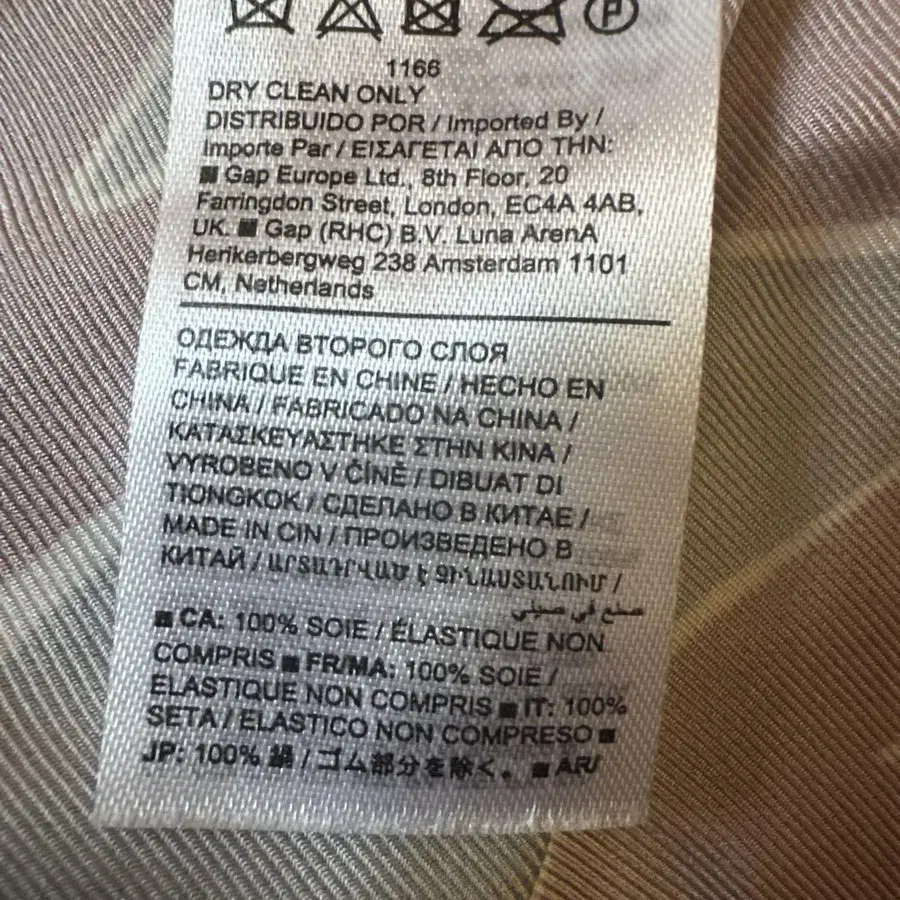 P
1166
DRY CLEAN ONLY
DISTRIBUIDO POR / Imported By /
Importe Par / ΕΙΣΑΓΕΤΑΙ ΑΠΟ ΤΗΝ:
■ Gap Europe Ltd., 8th Floor, 20
Farringdon Street, London, EC4A 4AB,
UK. ■ Gap (RHC) B.V. Luna ArenA
Herikerbergweg 238 Amsterdam 1101
CM, Netherlands
ОДЕЖДА ВТОРОГО СЛОЯ
FABRIQUE EN CHINE / HECHO EN
CHINA / FABRICADO NA CHINA /
ΚΑΤΑΣΚΕΥΑΣΤΗΚΕ ΣΤΗΝ ΚΙΝΑ /
VYROBENO V ČÍNĚ / DIBUAT DI
TIONGKOK / СДЕЛАНО В КИТАЕ /
MADE IN CIN / ПРОИЗВЕДЕНО В
КИТАЙ / ԱՐՏԱԴՐՎԱԾ Է ՉԻՆԱՍՏԱՆՈՒՄ /
صنع في صيني
■ CA: 100% SOIE / ÉLASTIQUE NON
COMPRIS ■ FR/MA: 100% SOIE /
ÉLASTIQUE NON COMPRIS ■ IT: 100%
SETA / ELASTICO NON COMPRESO ■
JP: 100% 絹 / ゴム部分を除く。 ■ AR/